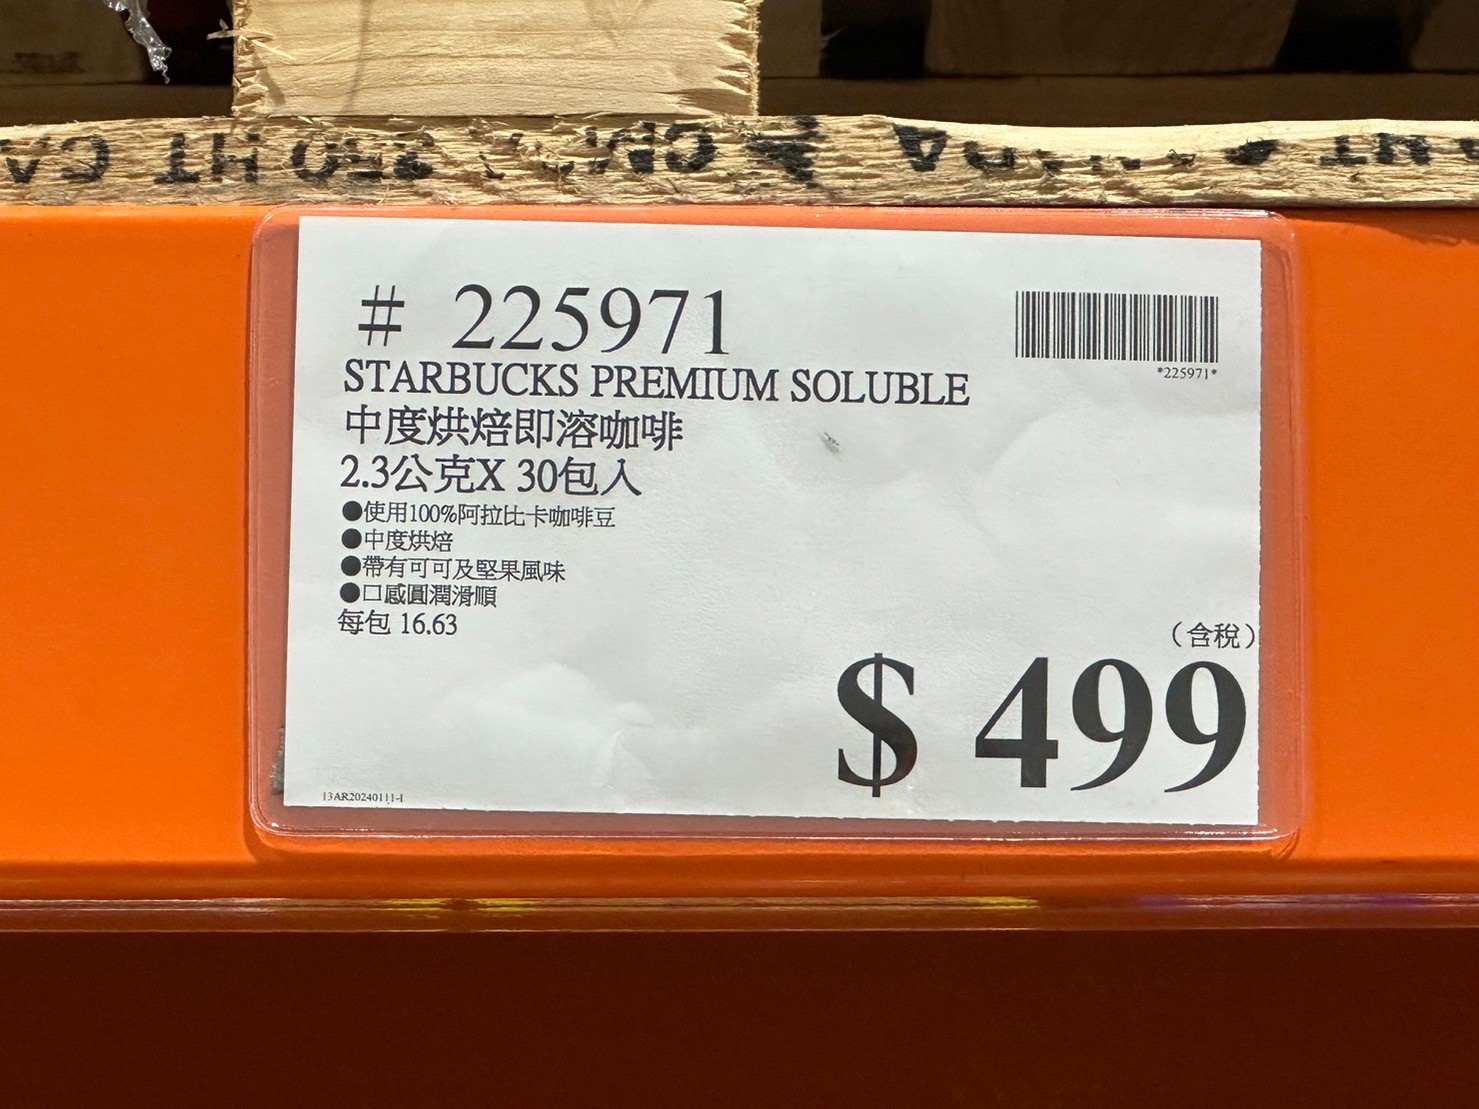 # 225971
*225971*
STARBUCKS PREMIUM SOLUBLE
中度烘焙即溶咖啡
2.3公克X 30包入
●使用100%阿拉比卡咖啡豆
●中度烘焙
●帶有可可及堅果風味
●口感圓潤滑順
每包 16.63
（含稅）
$ 499
13AR20240111-1